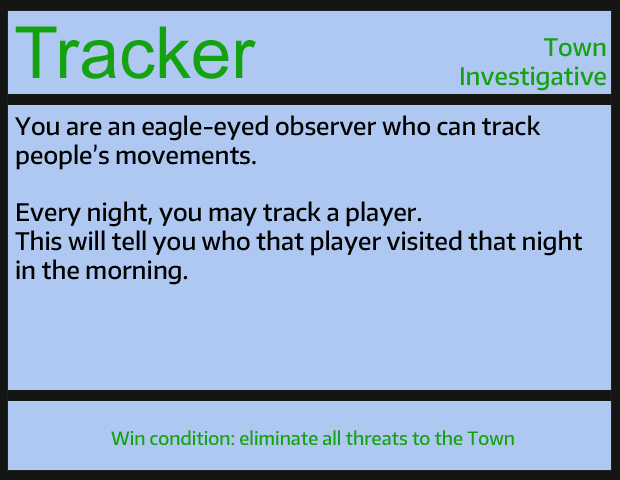 Tracker
Town
Investigative
You are an eagle-eyed observer who can track
people’s movements.
Every night, you may track a player.
This will tell you who that player visited that night
in the morning.
Win condition: eliminate all threats to the Town